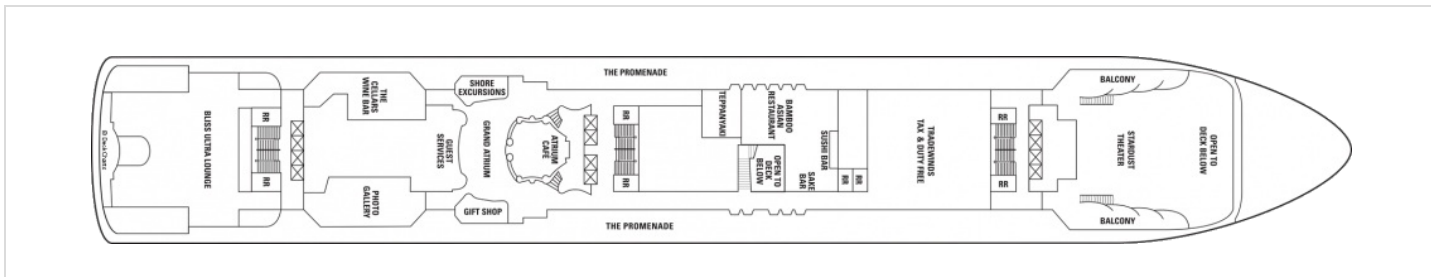 THE PROMENADE
SHORE
EXCURSIONS
THE
CELLARS
WINE BAR
RR
BLISS ULTRA LOUNGE
RR
GUEST
SERVICES
GRAND ATRIUM
ATRIUM
CAFE
PHOTO
GALLERY
GIFT SHOP
RR
RR
TEPPANYAKI
BAMBOO
ASIAN
RESTAURANT
SUSHI BAR
OPEN TO
DECK
BELOW
SAKE
BAR
RR
RR
TRADEWINDS
TAX & DUTY FREE
RR
RR
BALCONY
STARDUST
THEATER
OPEN TO
DECK BELOW
BALCONY
THE PROMENADE